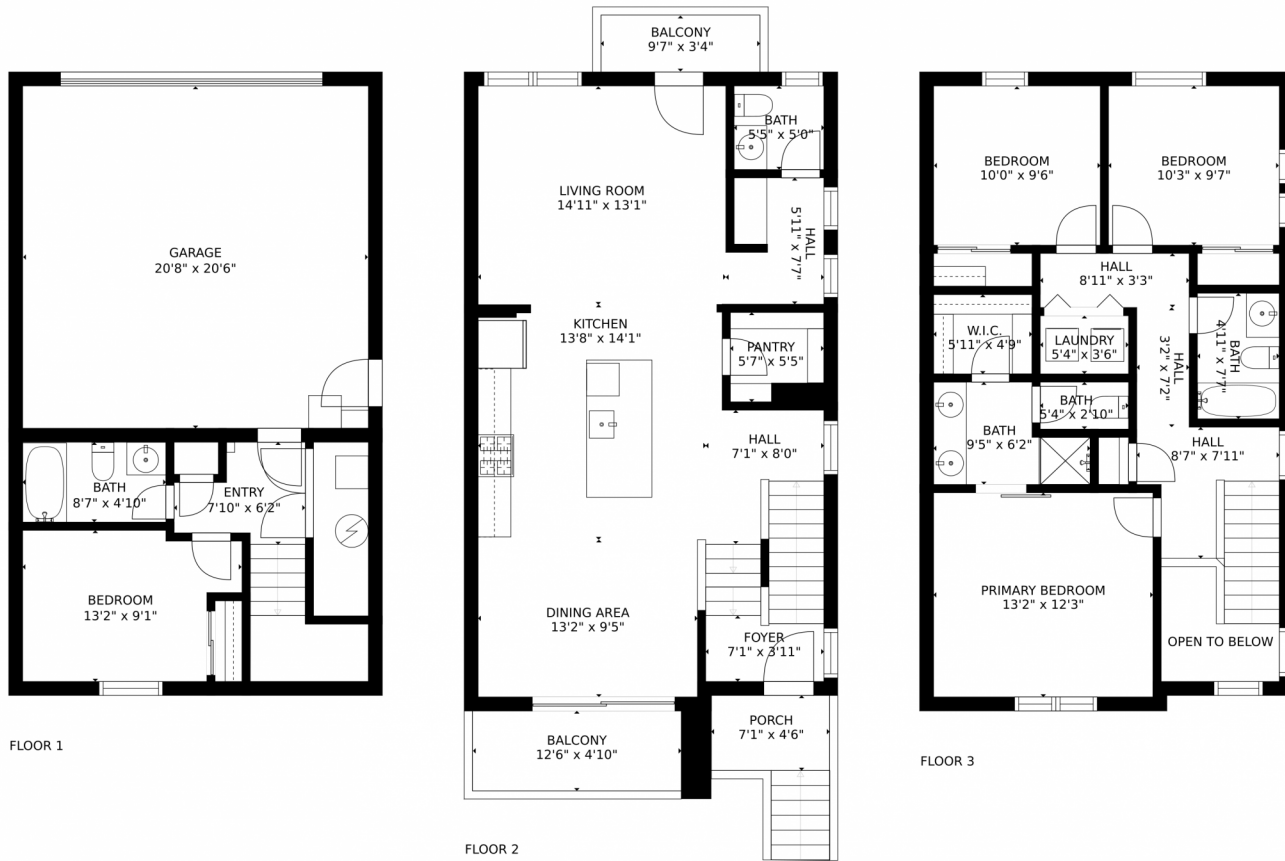 GARAGE
20'8" x 20'6"
BATH
8'7" x 4'10"
ENTRY
7'10" x 6'2"
BEDROOM
13'2" x 9'1"
FLOOR 1
BALCONY
9'7" x 3'4"
BATH
5'5" x 5'0"
LIVING ROOM
14'11" x 13'1"
HALL
5'11" x 7'7"
KITCHEN
13'8" x 14'1"
PANTRY
5'7" x 5'5"
HALL
7'1" x 8'0"
DINING AREA
13'2" x 9'5"
FOYER
7'1" x 3'11"
BALCONY
12'6" x 4'10"
PORCH
7'1" x 4'6"
FLOOR 2
BEDROOM
10'0" x 9'6"
BEDROOM
10'3" x 9'7"
HALL
8'11" x 3'3"
W.I.C.
5'11" x 4'9"
LAUNDRY
5'4" x 3'6"
HALL
3'2" x 7'2"
BATH
4'11" x 7'7"
BATH
5'4" x 2'10"
BATH
9'5" x 6'2"
HALL
8'7" x 7'11"
PRIMARY BEDROOM
13'2" x 12'3"
OPEN TO BELOW
FLOOR 3